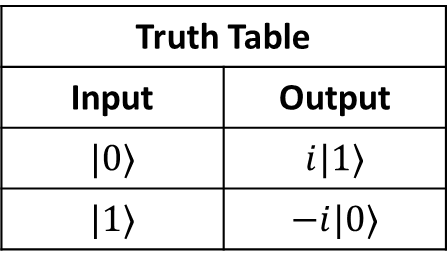 Truth Table
Input Output
|0⟩ i|1⟩
|1⟩ −i|0⟩